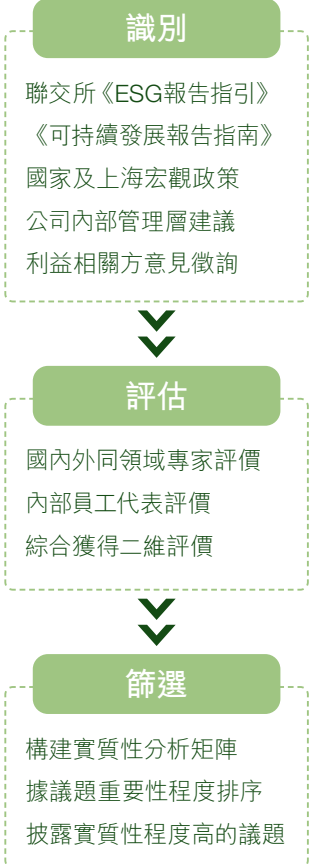 識別
聯交所《ESG報告指引》
《可持續發展報告指南》
國家及上海宏觀政策
公司內部管理層建議
利益相關方意見徵詢
評估
國內外同領域專家評價
內部員工代表評價
綜合獲得二維評價
篩選
構建實質性分析矩陣
據議題重要性程度排序
披露實質性程度高的議題